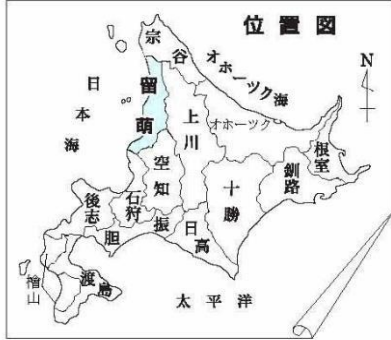 位置図
N
宗谷
オホーツク海
日本海
留萌
上川
オホーツク
根室
釧路
空知
十勝
石狩
後志
胆振
日高
檜山
渡島
太平洋